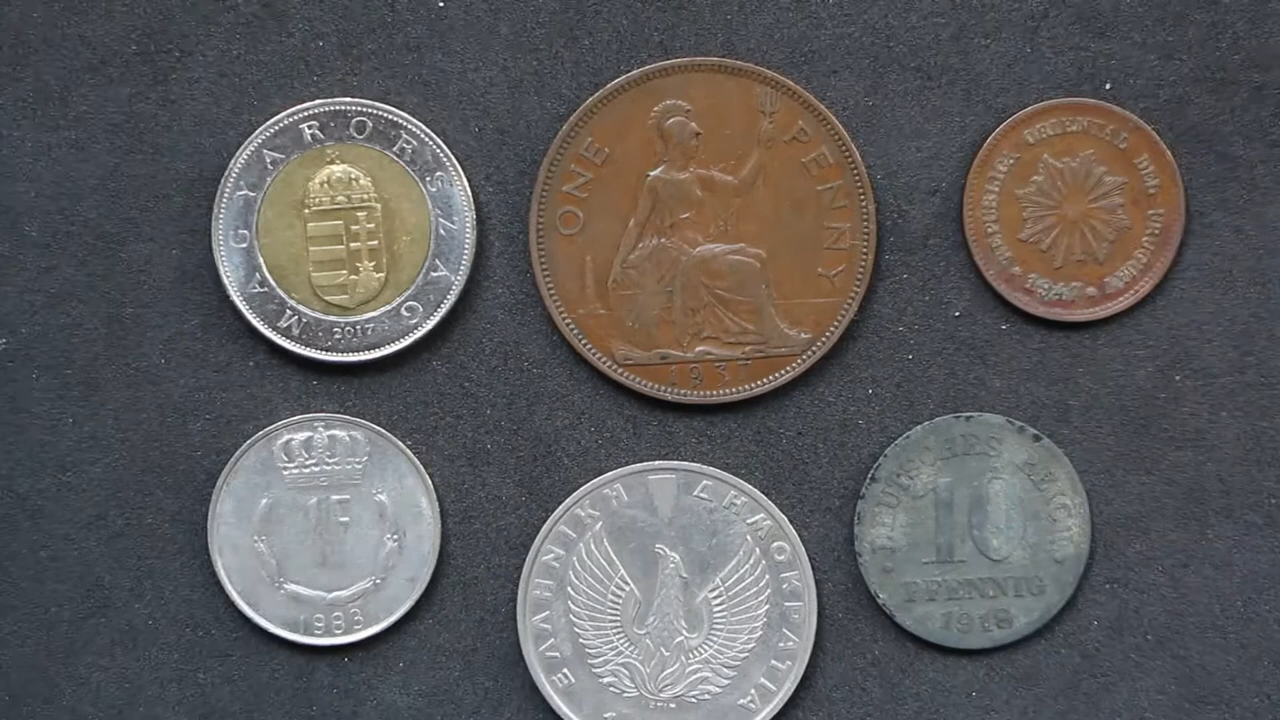 MAGYARORSZÁG
2017
ONE PENNY
1937
REPUBLICA ORIENTAL DEL URUGUAY
1F
1983
ΕΛΛΗΝΙΚΗ ΔΗΜΟΚΡΑΤΙΑ
DEUTSCHES REICH
10
PFENNIG
1918